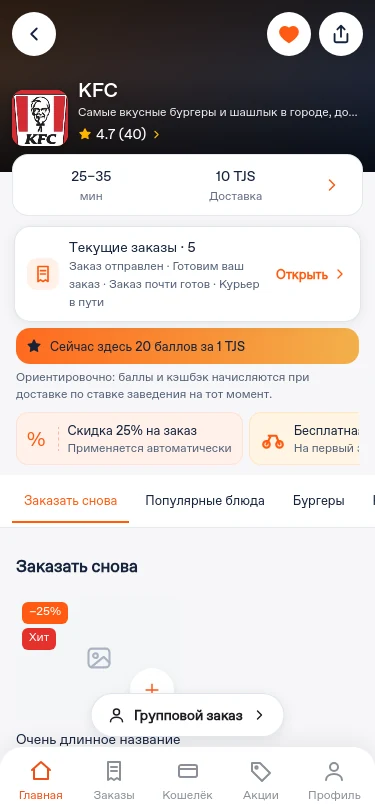 KFC
Самые вкусные бургеры и шашлык в городе, до...
KFC
4.7 (40)
25–35
мин
10 TJS
Доставка
Текущие заказы · 5
Заказ отправлен · Готовим ваш
заказ · Заказ почти готов · Курьер
в пути
Открыть
Сейчас здесь 20 баллов за 1 TJS
Ориентировочно: баллы и кэшбэк начисляются при
доставке по ставке заведения на тот момент.
%
Скидка 25% на заказ
Применяется автоматически
Бесплатна
На первый з
Заказать снова
Популярные блюда
Бургеры
Заказать снова
−25%
Хит
+
Групповой заказ
Очень длинное название
Главная
Заказы
Кошелёк
Акции
Профиль